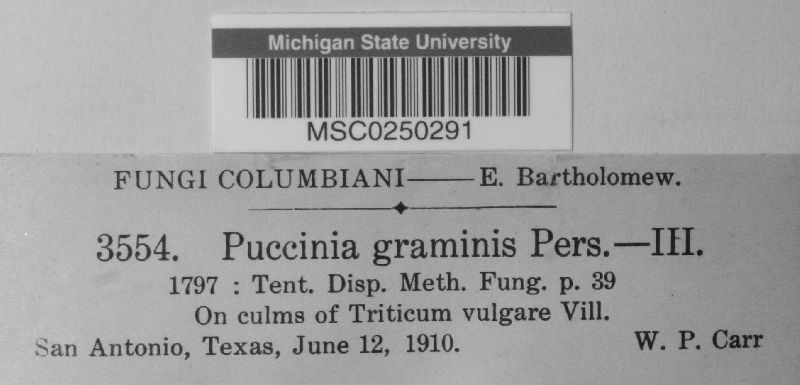 Michigan State University
MSC0250291
FUNGI COLUMBIANI—E. Bartholomew.
3554. Puccinia graminis Pers.—III.
1797 : Tent. Disp. Meth. Fung. p. 39
On culms of Triticum vulgare Vill.
San Antonio, Texas, June 12, 1910. W. P. Carr